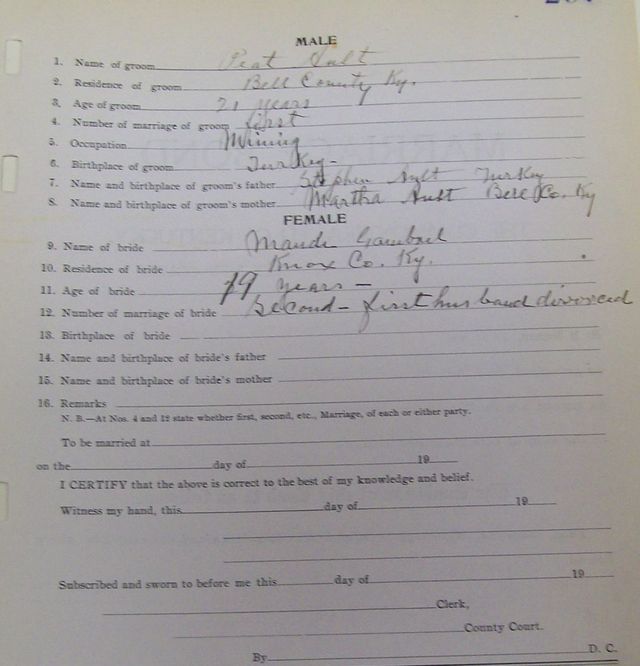 MALE
1. Name of groom Peat Ault
2. Residence of groom Bell County Ky.
3. Age of groom 21 years
4. Number of marriage of groom first
5. Occupation Mining
6. Birthplace of groom Turkey-
7. Name and birthplace of groom's father Stephen Ault Turkey
8. Name and birthplace of groom's mother Martha Ault Bell Co. Ky
FEMALE
9. Name of bride Maude
10. Residence of bride Knox Co. Ky.
11. Age of bride 19 years -
12. Number of marriage of bride Second - first husband divorced
13. Birthplace of bride
14. Name and birthplace of bride's father
15. Name and birthplace of bride's mother
16. Remarks
N. B.—At Nos. 4 and 12 state whether first, second, etc., Marriage, of each or either party.
To be married at
on the day of 19
I CERTIFY that the above is correct to the best of my knowledge and belief.
Witness my hand, this day of 19
Subscribed and sworn to before me this day of 19
Clerk,
County Court.
By D. C.